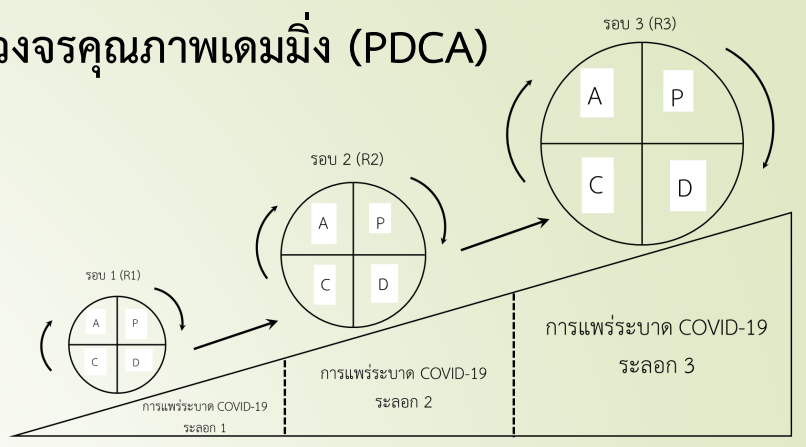 วงจรคุณภาพเดมมิ่ง (PDCA)
รอบ 3 (R3)
A P
C D
รอบ 2 (R2)
A P
C D
รอบ 1 (R1)
A P
C D
การแพร่ระบาด COVID-19
ระลอก 1
การแพร่ระบาด COVID-19
ระลอก 2
การแพร่ระบาด COVID-19
ระลอก 3